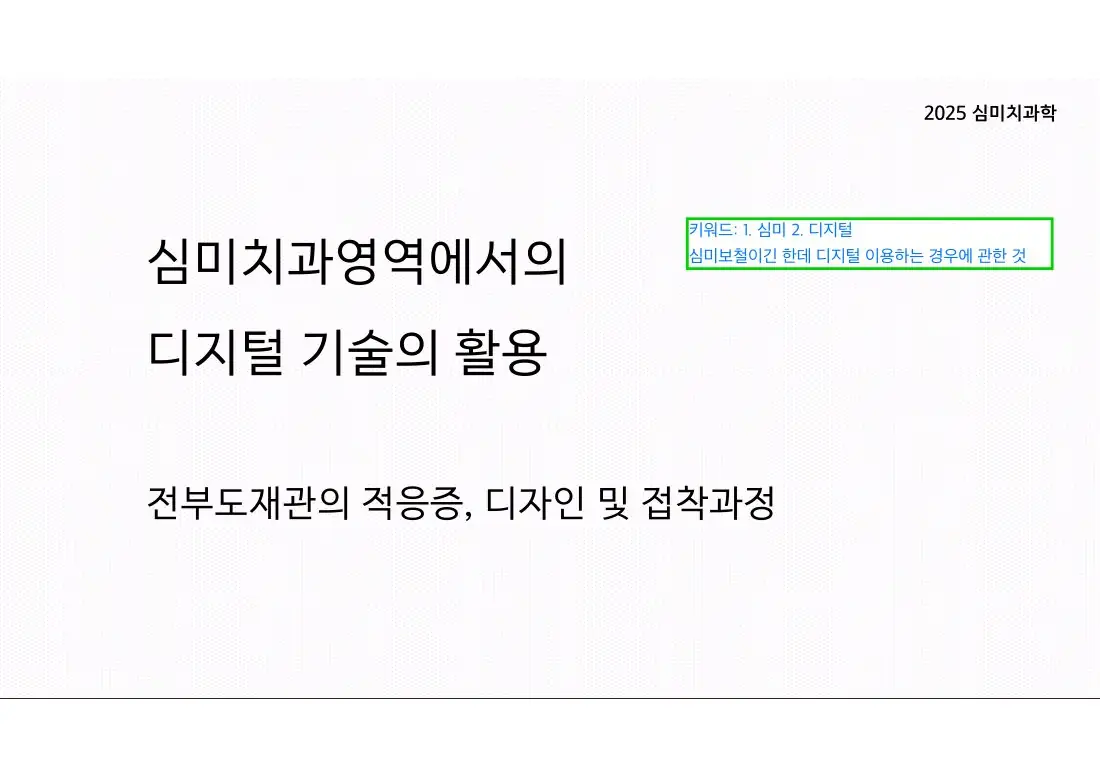 2025 심미치과학
키워드: 1. 심미 2. 디지털
심미보철이긴 한데 디지털 이용하는 경우에 관한 것
심미치과영역에서의
디지털 기술의 활용
전부도재관의 적응증, 디자인 및 접착과정